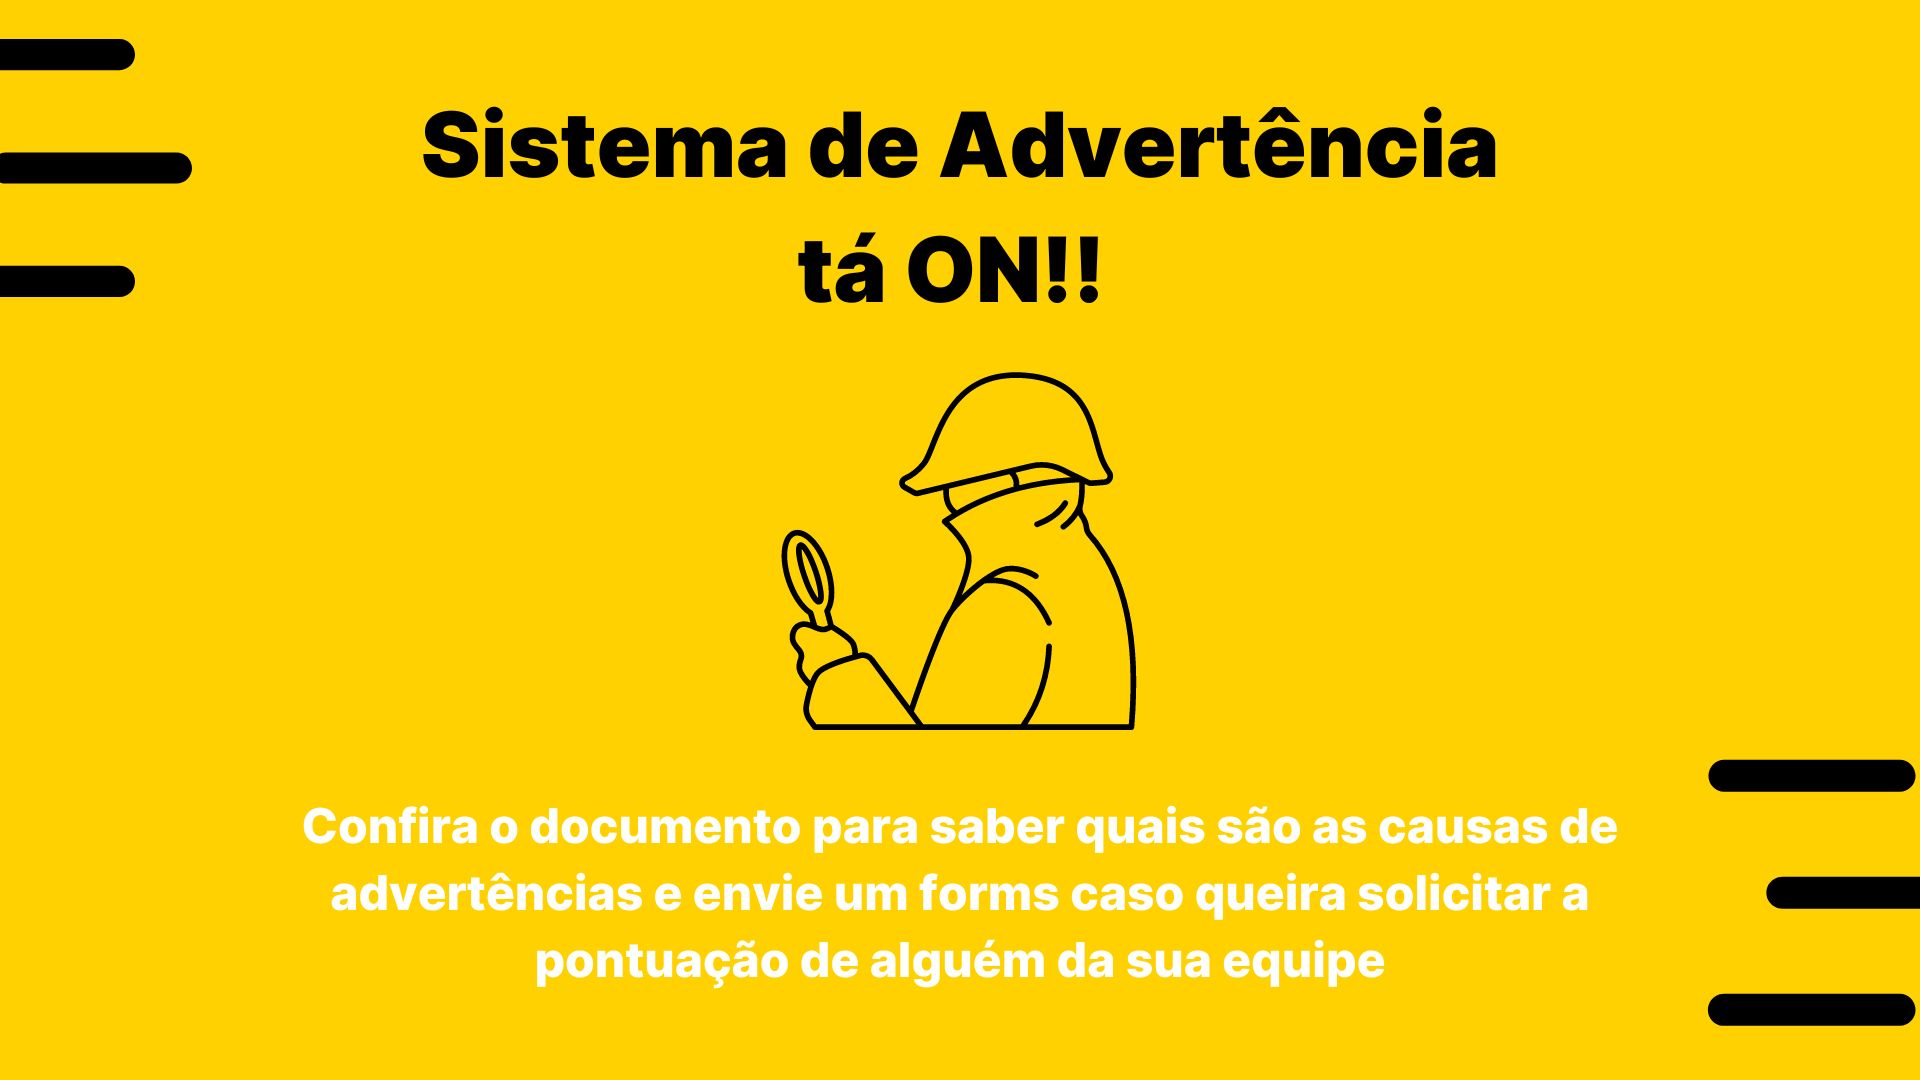 Sistema de Advertência
tá ON!!
Confira o documento para saber quais são as causas de
advertências e envie um forms caso queira solicitar a
pontuação de alguém da sua equipe